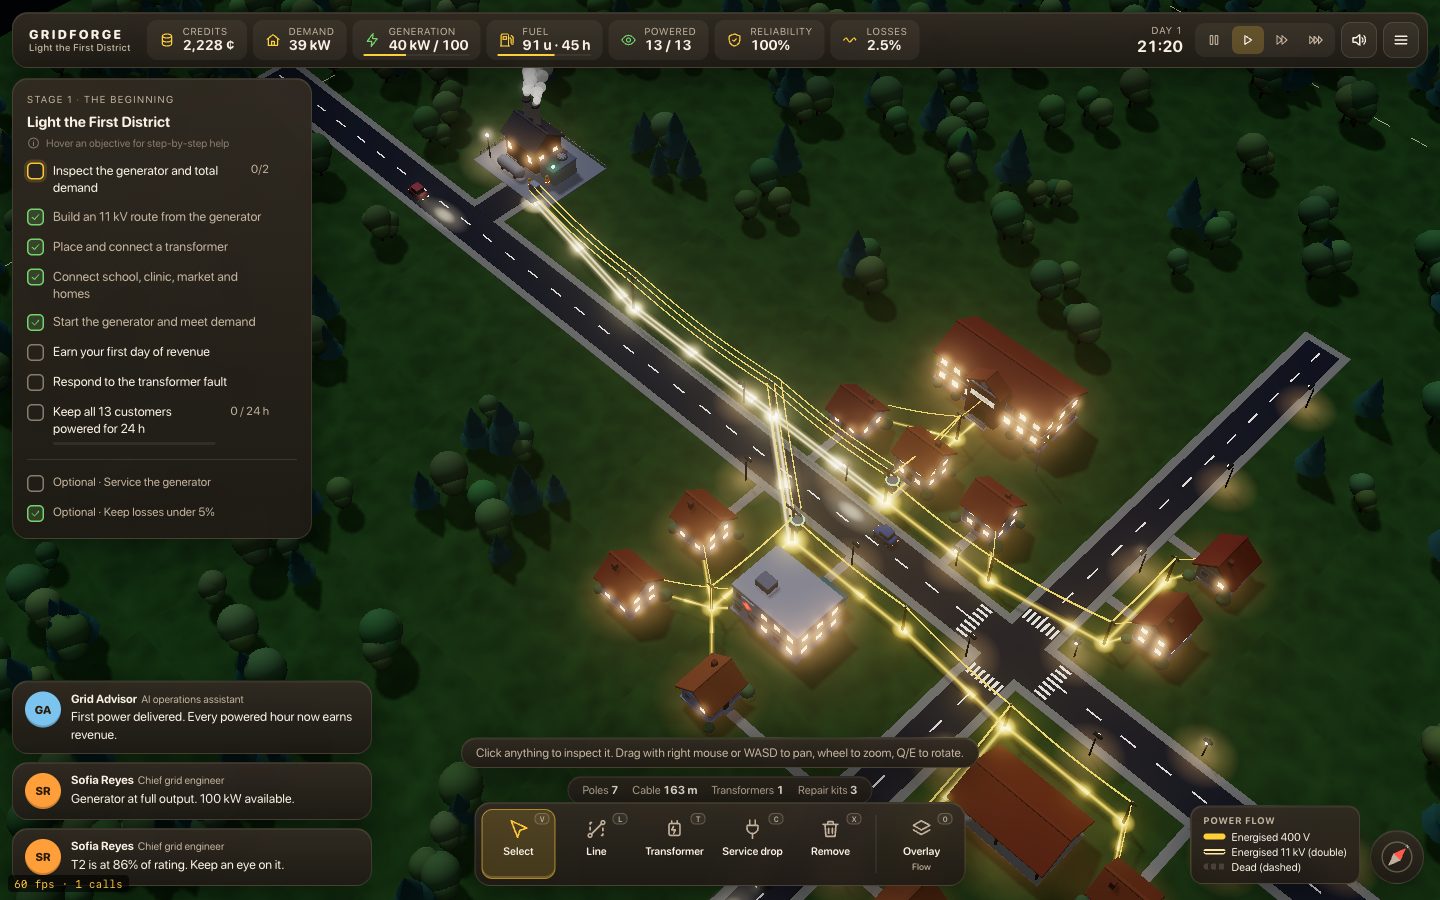 GRIDFORGE
Light the First District
CREDITS
2,228 ¢
DEMAND
39 kW
GENERATION
40 kW / 100
FUEL
91 u · 45 h
POWERED
13 / 13
RELIABILITY
100%
LOSSES
2.5%
DAY 1
21:20
STAGE 1 · THE BEGINNING
Light the First District
Hover an objective for step-by-step help
Inspect the generator and total 0/2
demand
Build an 11 kV route from the generator
Place and connect a transformer
Connect school, clinic, market and
homes
Start the generator and meet demand
Earn your first day of revenue
Respond to the transformer fault
Keep all 13 customers 0 / 24 h
powered for 24 h
Optional · Service the generator
Optional · Keep losses under 5%
GA
Grid Advisor AI operations assistant
First power delivered. Every powered hour now earns
revenue.
SR
Sofia Reyes Chief grid engineer
Generator at full output. 100 kW available.
SR
Sofia Reyes Chief grid engineer
T2 is at 86% of rating. Keep an eye on it.
60 fps · 1 calls
Click anything to inspect it. Drag with right mouse or WASD to pan, wheel to zoom, Q/E to rotate.
Poles 7 Cable 163 m Transformers 1 Repair kits 3
V
Select
L
Line
T
Transformer
C
Service drop
X
Remove
O
Overlay
Flow
POWER FLOW
Energised 400 V
Energised 11 kV (double)
Dead (dashed)